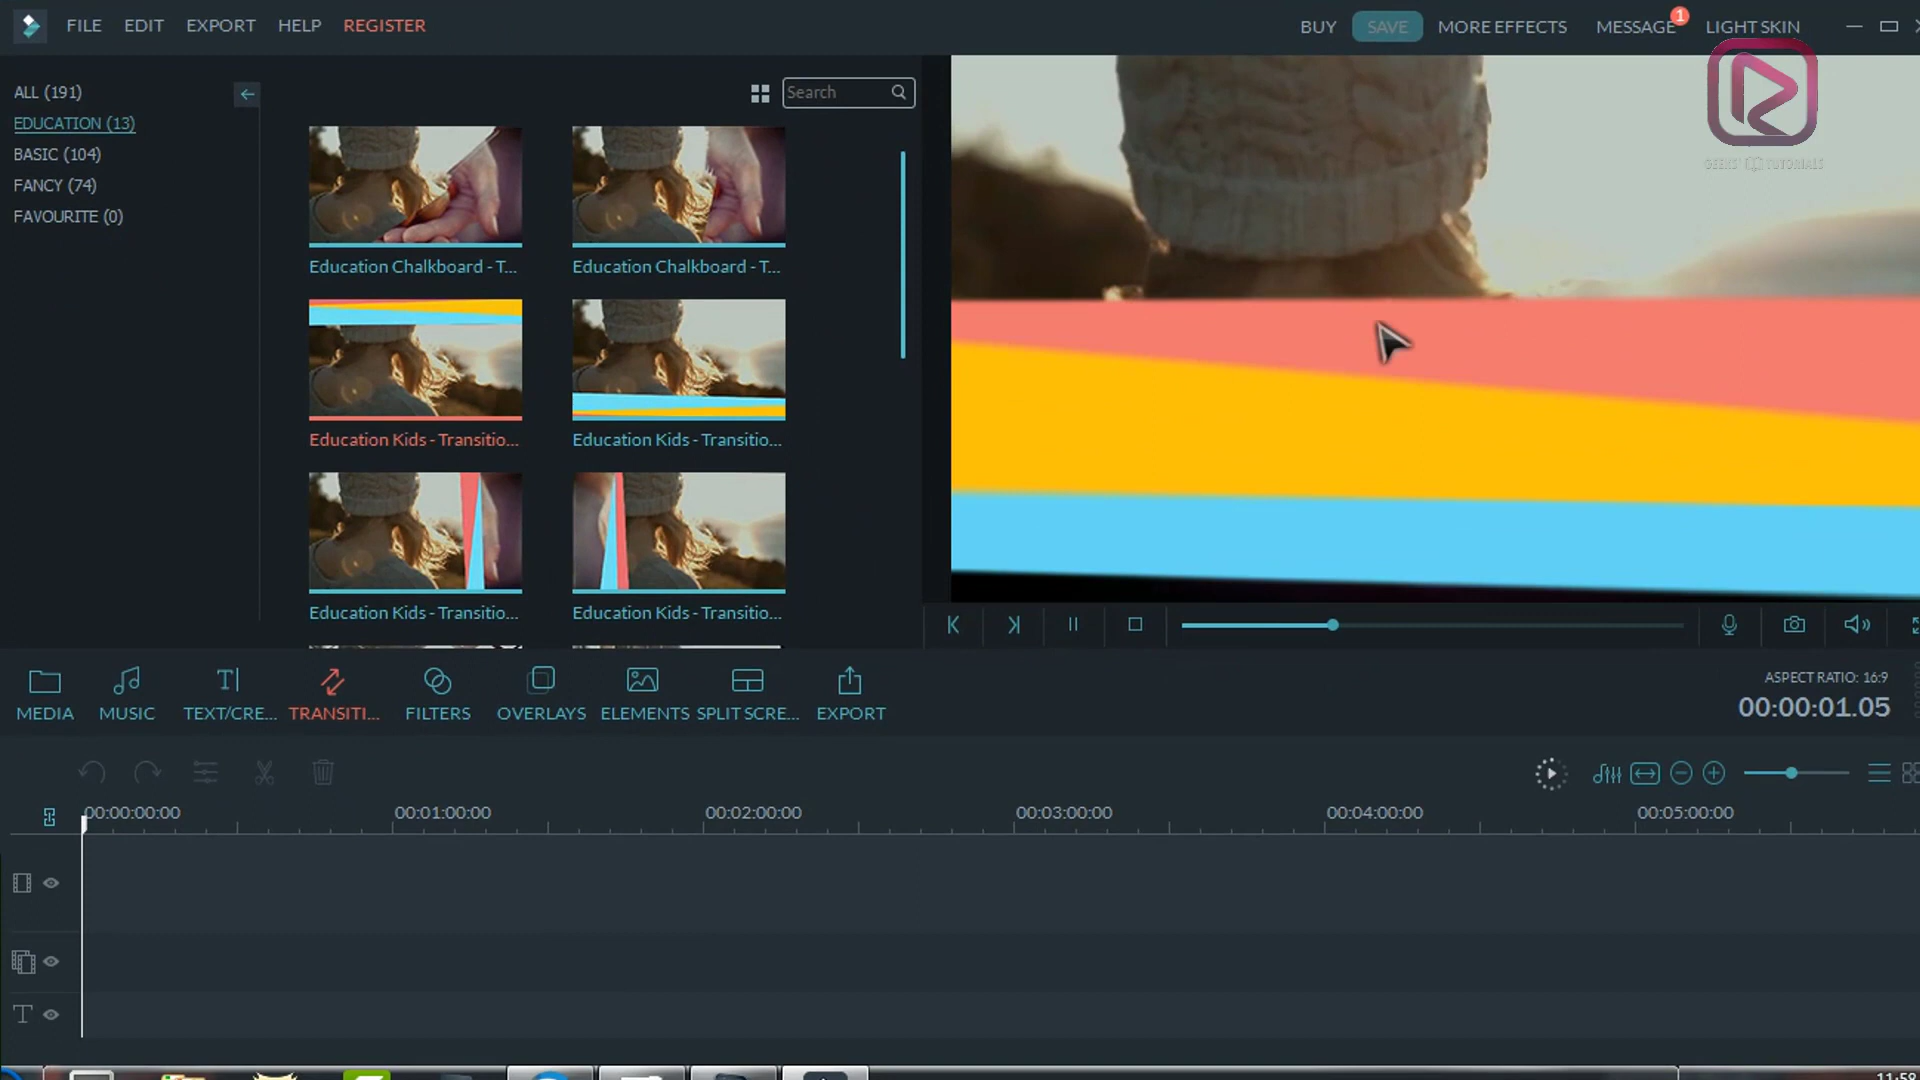 FILE EDIT EXPORT HELP REGISTER
BUY SAVE MORE EFFECTS MESSAGE 1 LIGHT SKIN
ALL (191)
EDUCATION (13)
BASIC (104)
FANCY (74)
FAVOURITE (0)
Search
GEEKS' TUTORIALS
Education Chalkboard - T...
Education Chalkboard - T...
Education Kids - Transitio...
Education Kids - Transitio...
Education Kids - Transitio...
Education Kids - Transitio...
MEDIA MUSIC TEXT/CRE... TRANSITI... FILTERS OVERLAYS ELEMENTS SPLIT SCRE... EXPORT
ASPECT RATIO: 16:9
00:00:01.05
00:00:00:00 00:01:00:00 00:02:00:00 00:03:00:00 00:04:00:00 00:05:00:00
11:59